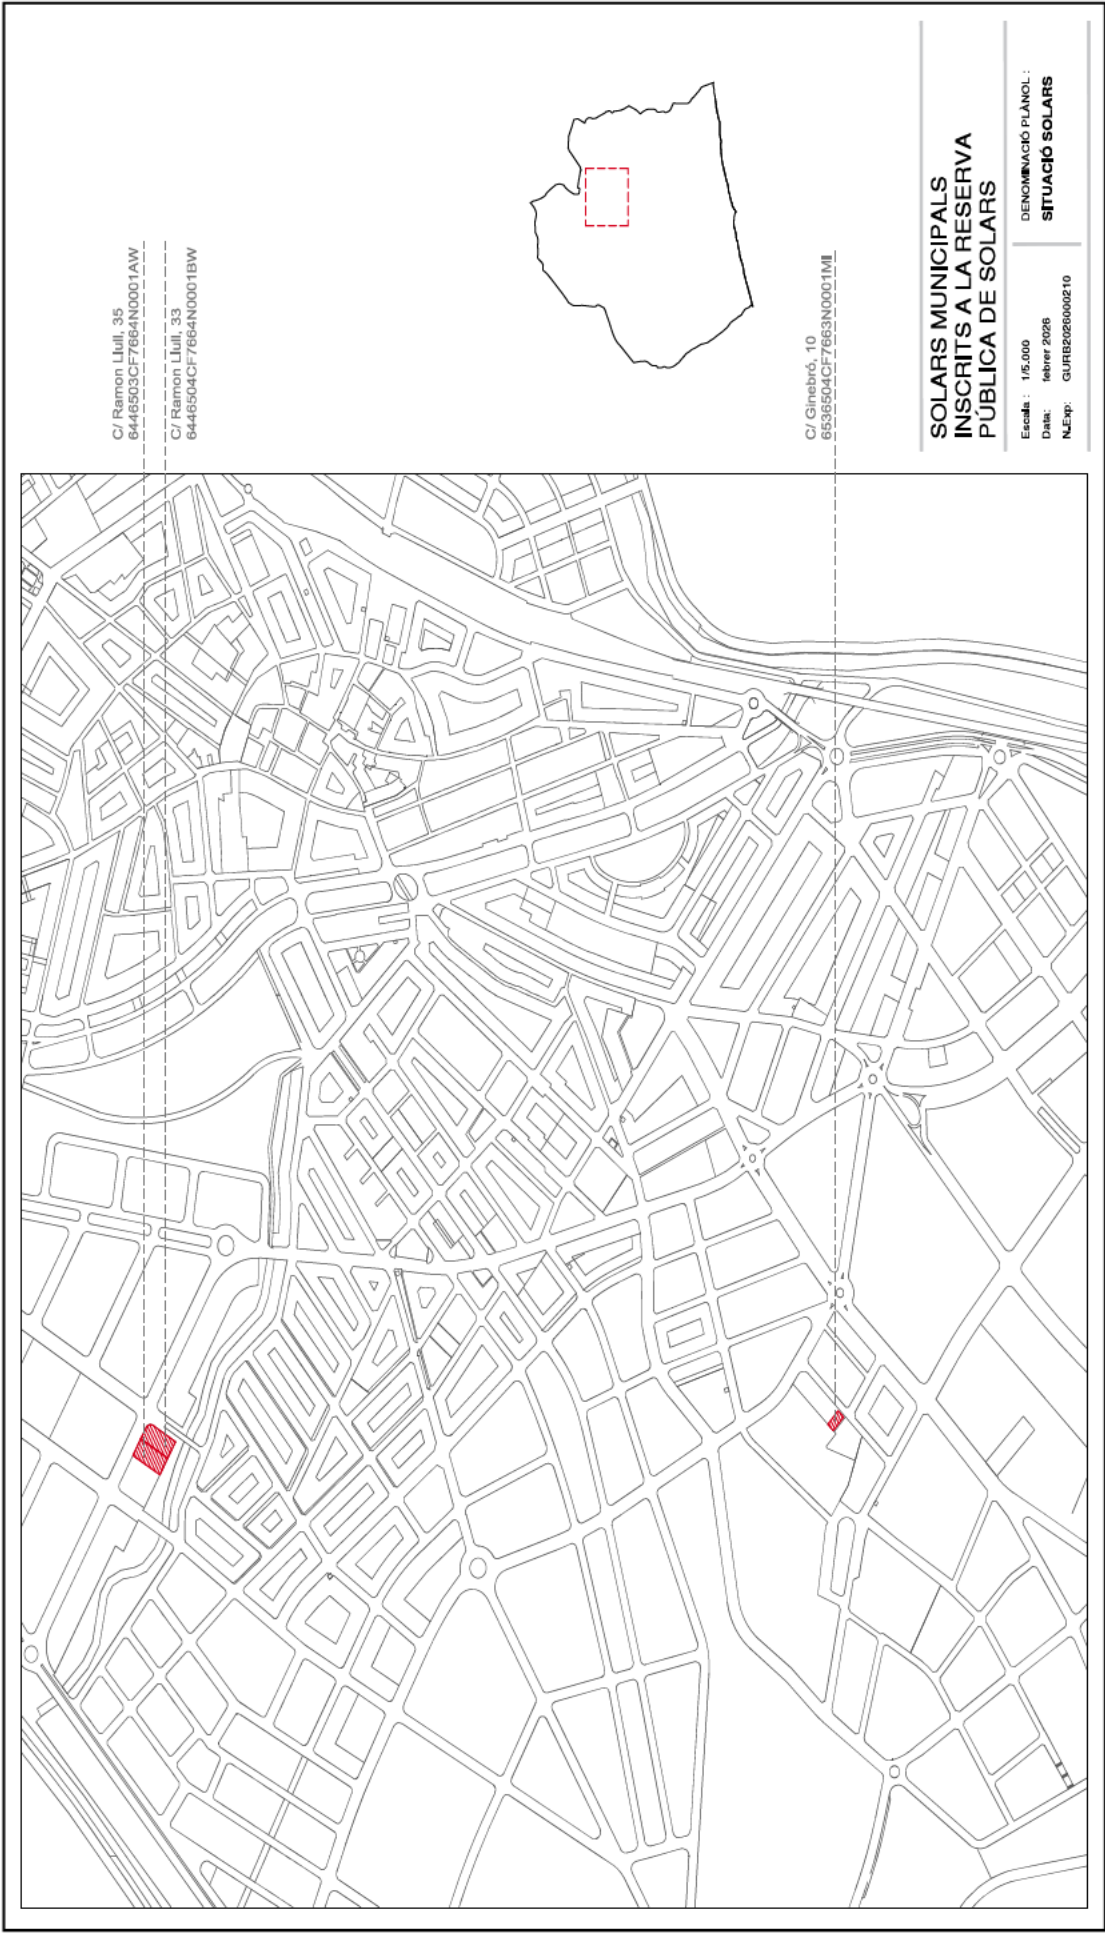 C/ Ramon Llull, 35
6446503CF7664N0001AW
C/ Ramon Llull, 33
6446504CF7664N0001BW
C/ Ginebró, 10
6536504CF7663N0001MI
SOLARS MUNICIPALS
INSCRITS A LA RESERVA
PÚBLICA DE SOLARS
Escala : 1/5.000
Data: febrer 2026
N.Exp: GURB2026000210
DENOMINACIÓ PLÀNOL :
SITUACIÓ SOLARS